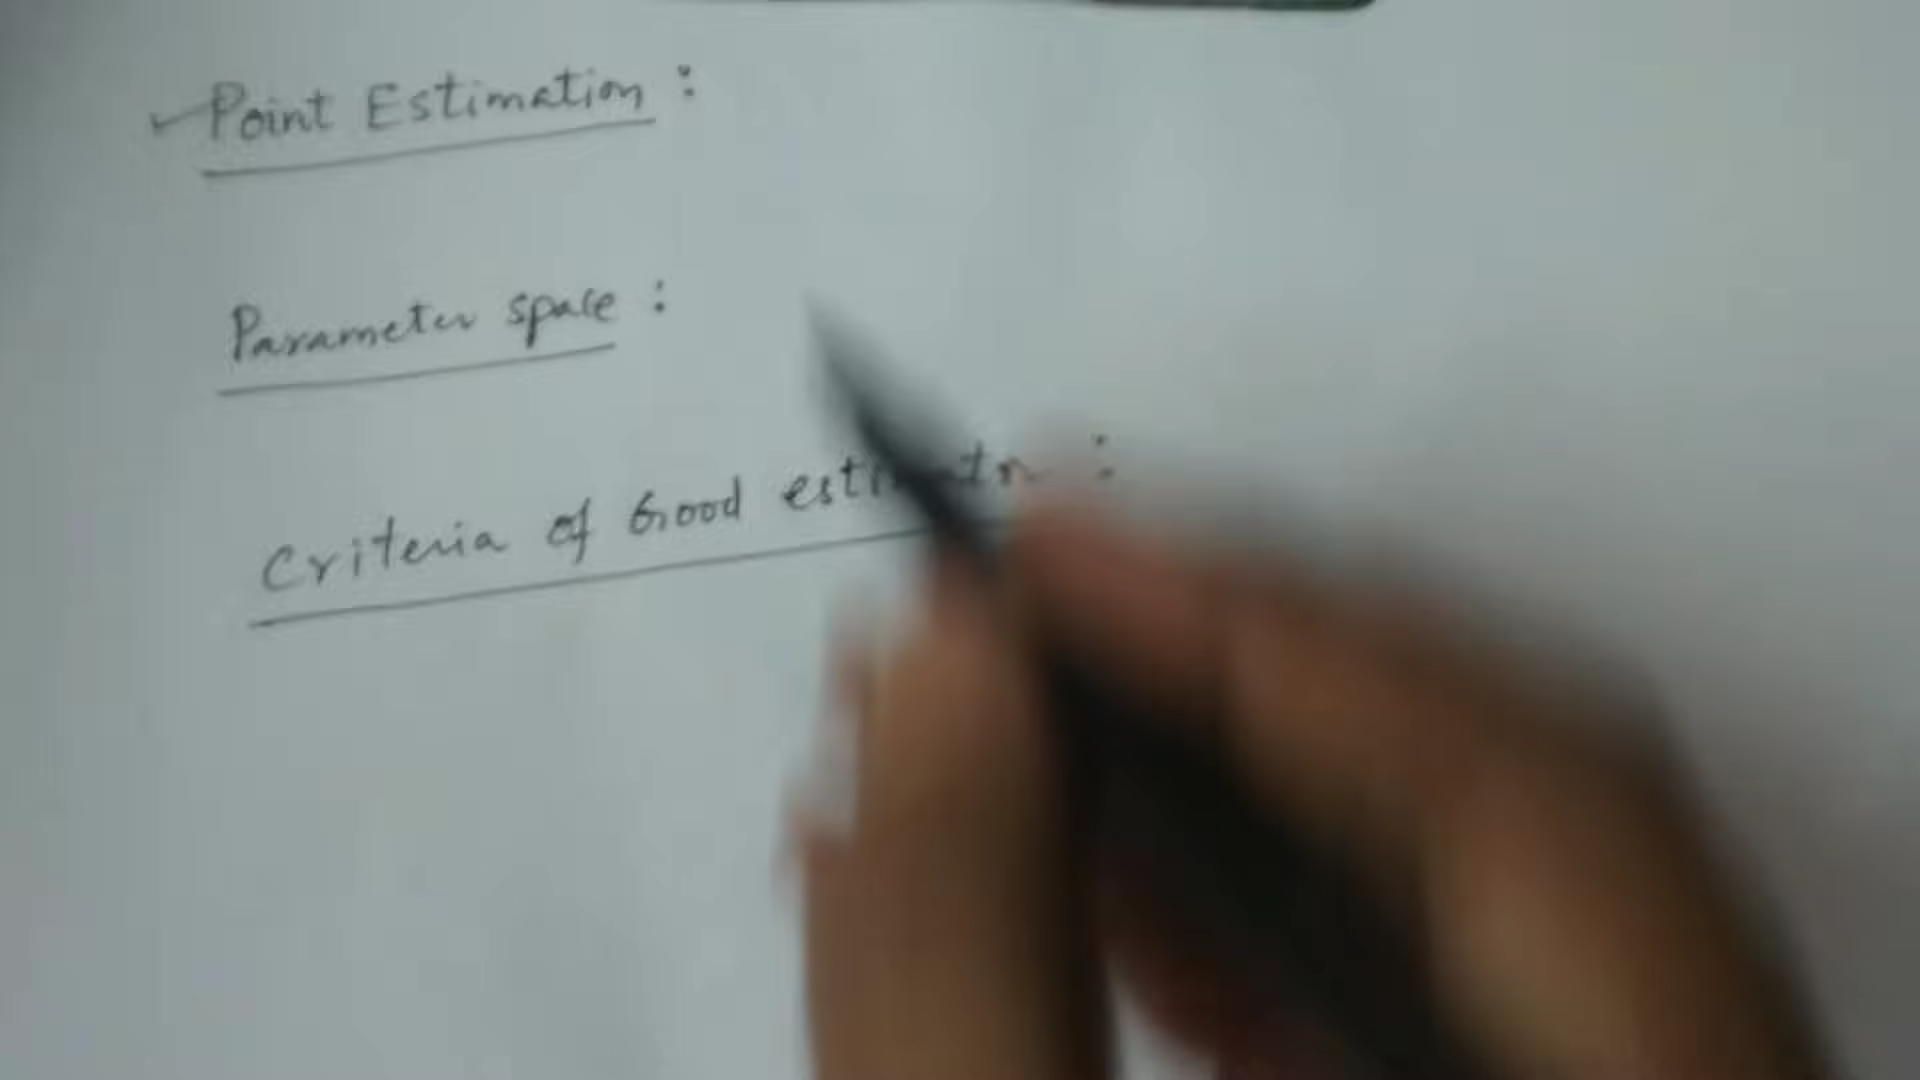 Point Estimation :
Parameter space :
Criteria of Good :